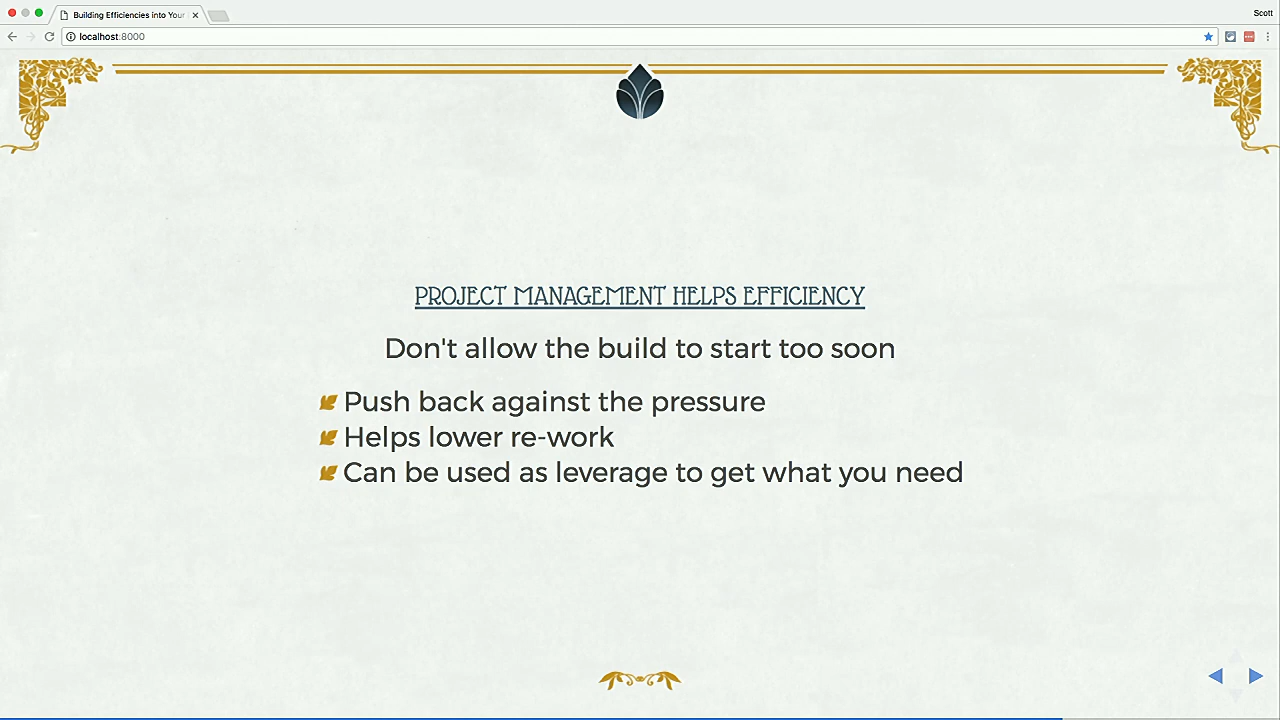 Building Efficiencies into Your
Scott
localhost:8000
PROJECT MANAGEMENT HELPS EFFICIENCY
Don't allow the build to start too soon
Push back against the pressure
Helps lower re-work
Can be used as leverage to get what you need